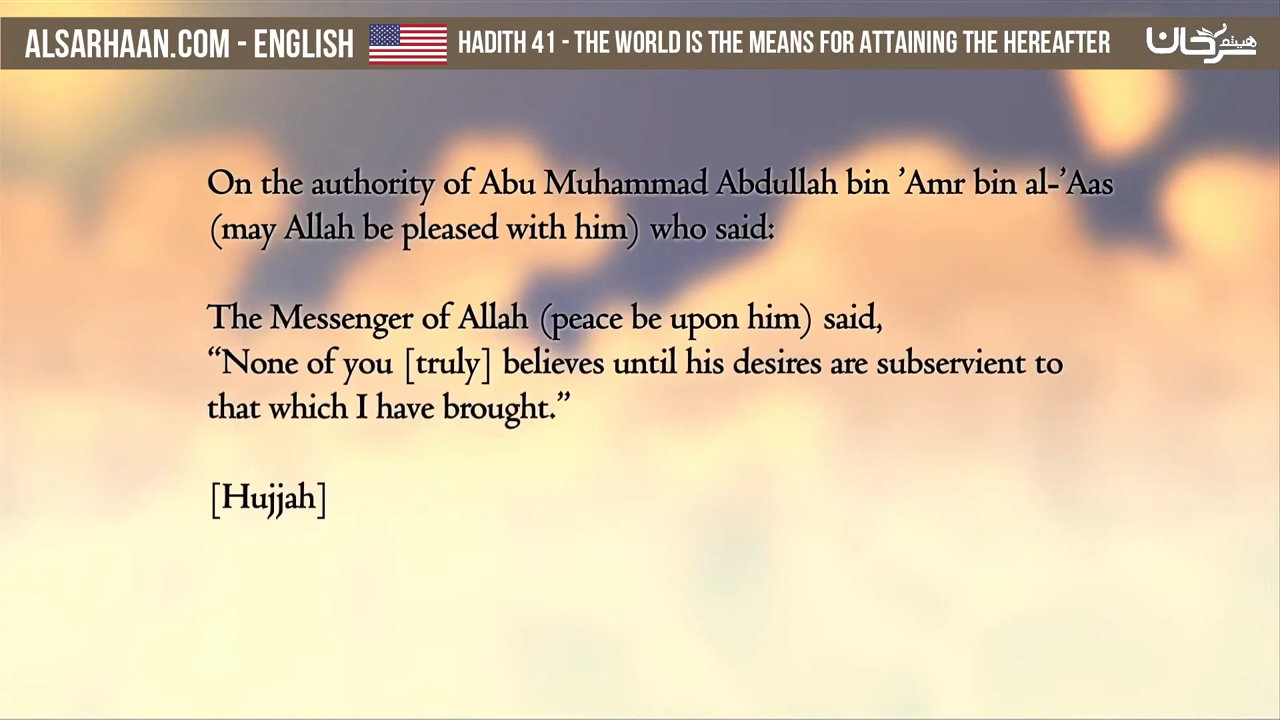 ALSARHAAN.COM - ENGLISH HADITH 41 - THE WORLD IS THE MEANS FOR ATTAINING THE HEREAFTER هيثم سرحان
On the authority of Abu Muhammad Abdullah bin ’Amr bin al-’Aas
(may Allah be pleased with him) who said:
The Messenger of Allah (peace be upon him) said,
“None of you [truly] believes until his desires are subservient to
that which I have brought.”
[Hujjah]